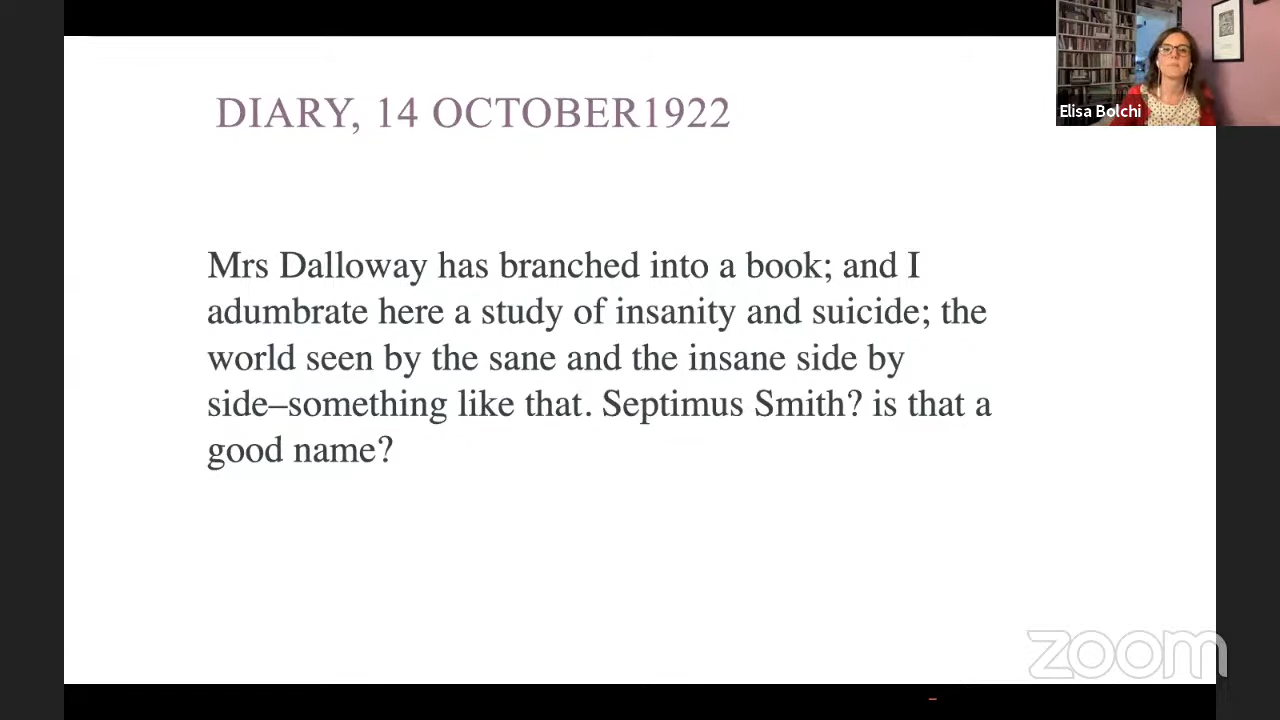 DIARY, 14 OCTOBER1922
Elisa Bolchi
Mrs Dalloway has branched into a book; and I
adumbrate here a study of insanity and suicide; the
world seen by the sane and the insane side by
side–something like that. Septimus Smith? is that a
good name?
zoom